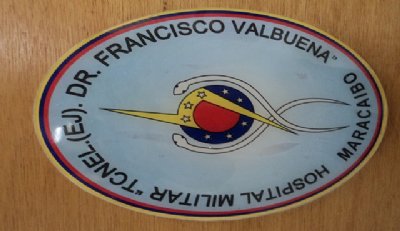 HOSPITAL MILITAR "TCNEL.(EJ). DR. FRANCISCO VALBUENA"
MARACAIBO